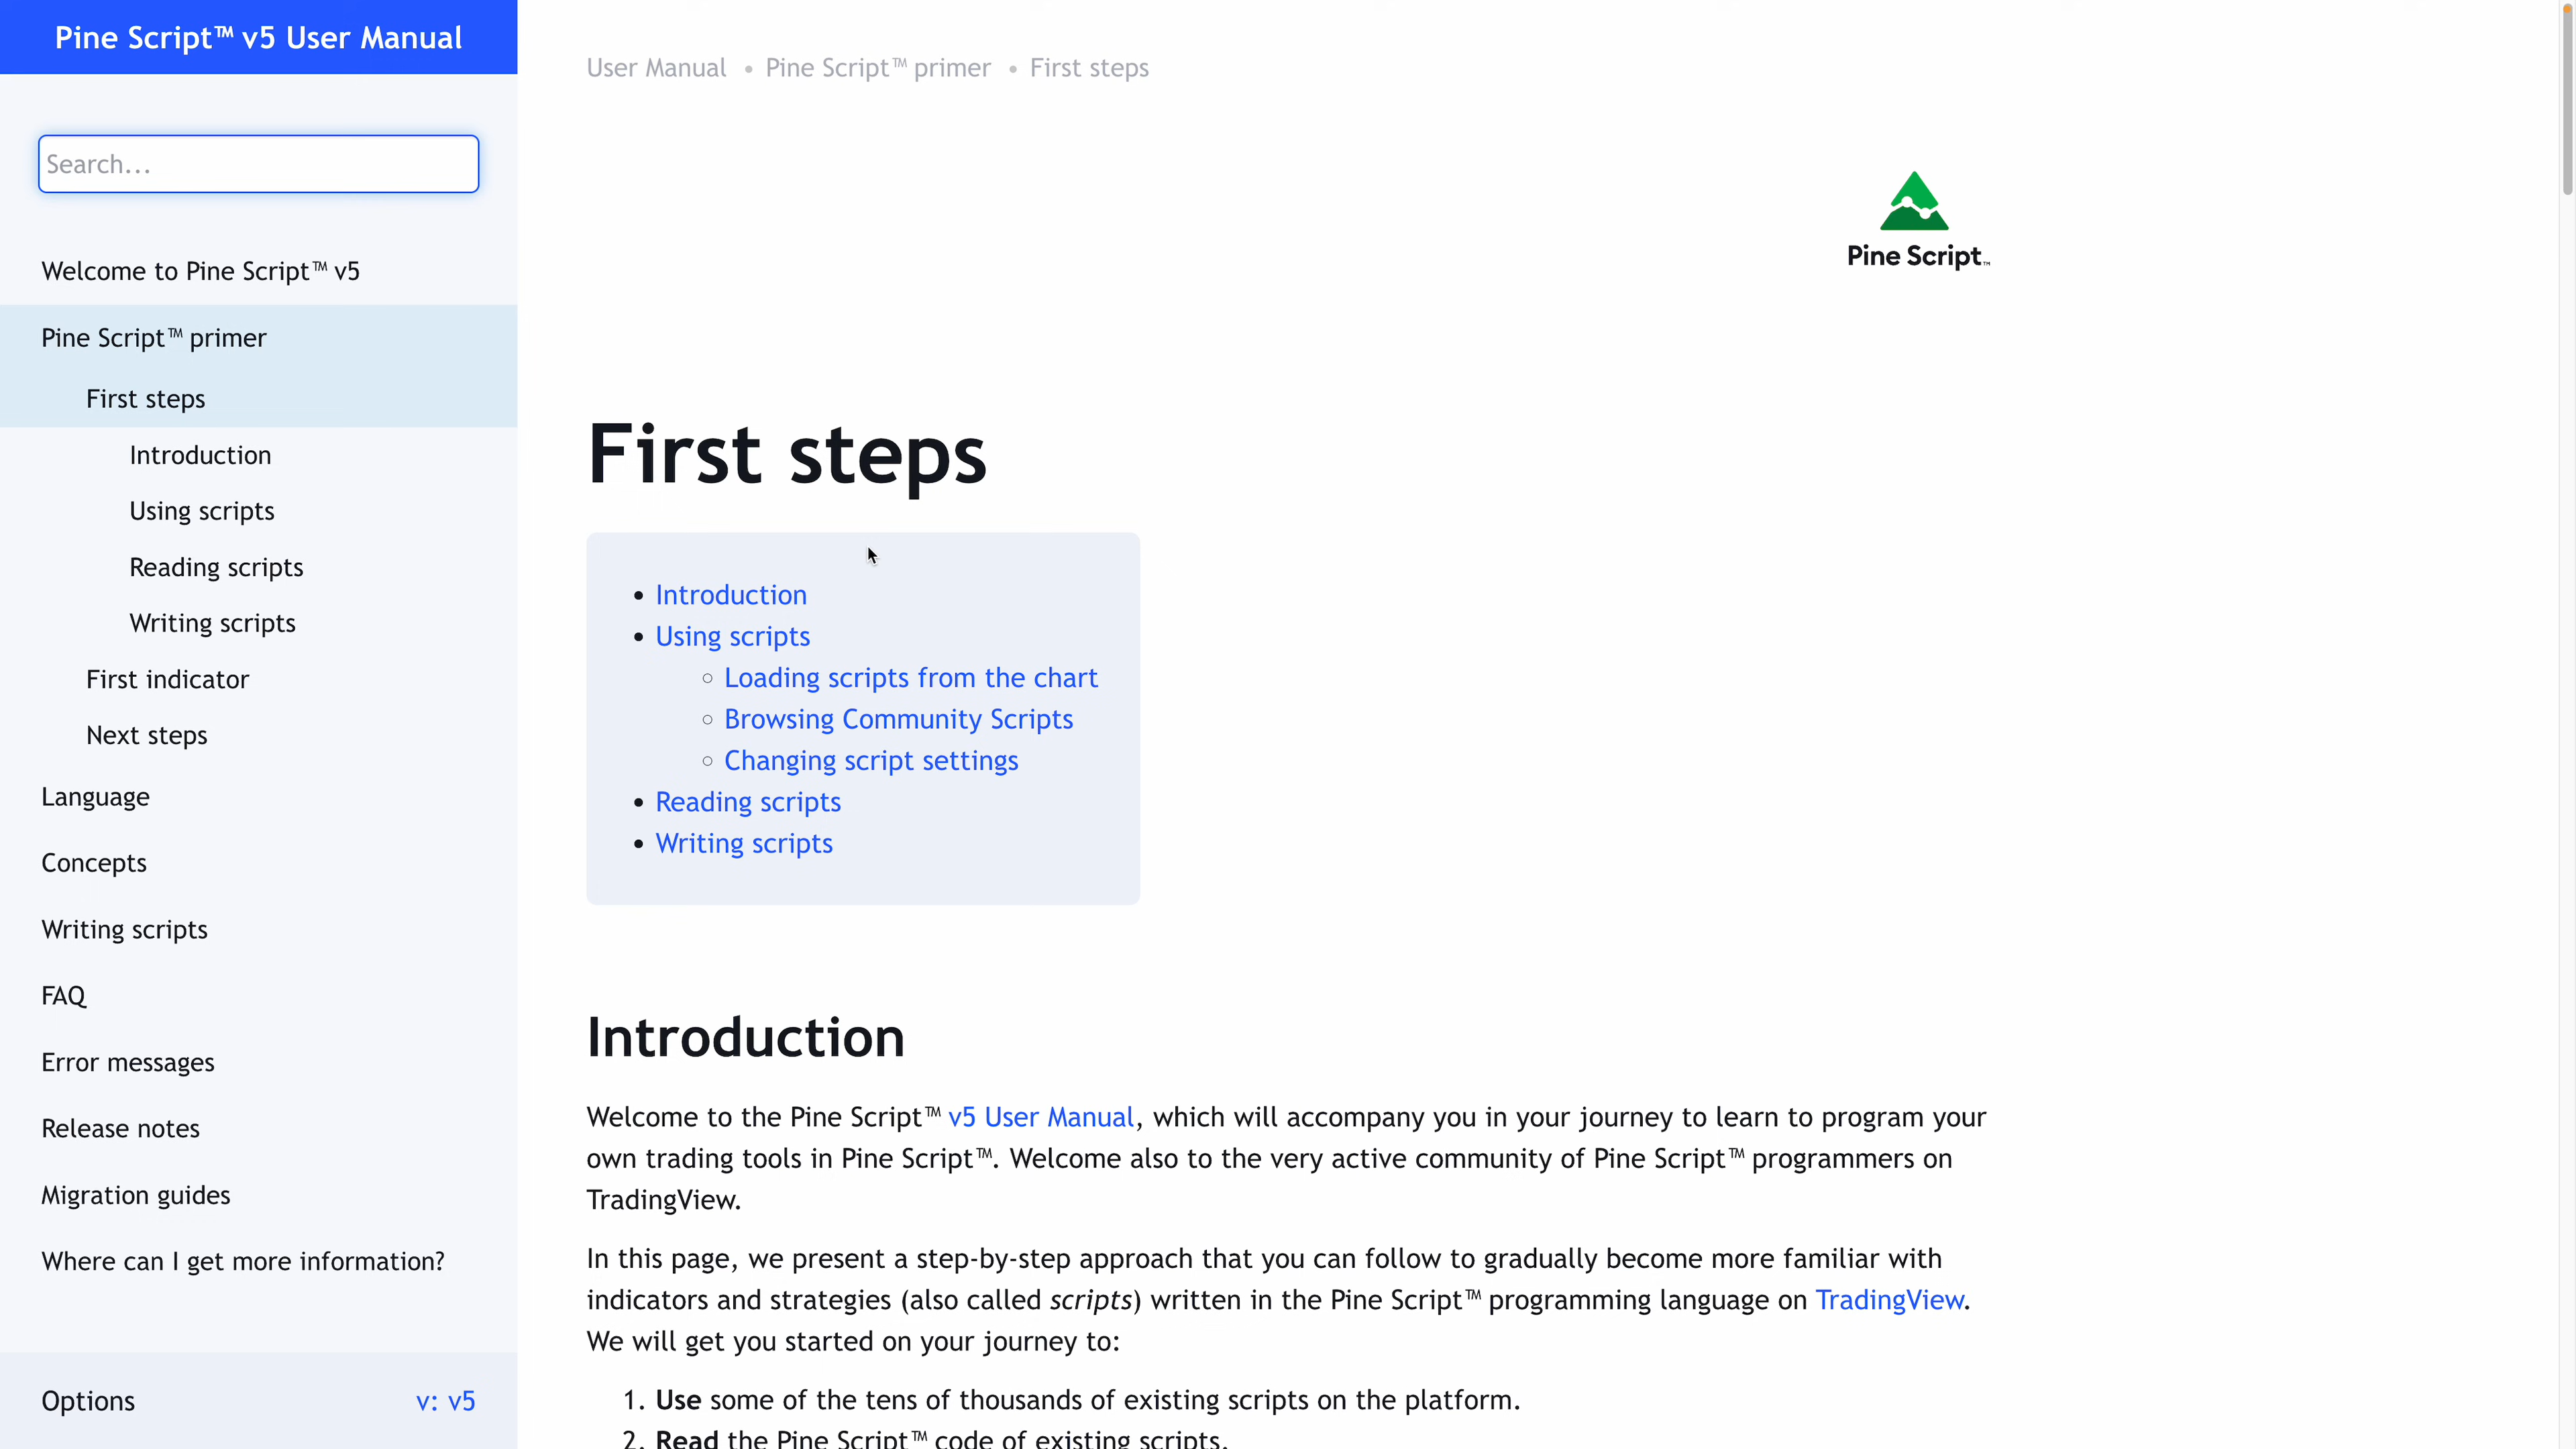 Pine Script™ v5 User Manual
Search...
Welcome to Pine Script™ v5
Pine Script™ primer
First steps
Introduction
Using scripts
Reading scripts
Writing scripts
First indicator
Next steps
Language
Concepts
Writing scripts
FAQ
Error messages
Release notes
Migration guides
Where can I get more information?
Options v: v5
User Manual • Pine Script™ primer • First steps
Pine Script™
First steps
• Introduction
• Using scripts
◦ Loading scripts from the chart
◦ Browsing Community Scripts
◦ Changing script settings
• Reading scripts
• Writing scripts
Introduction
Welcome to the Pine Script™ v5 User Manual, which will accompany you in your journey to learn to program your
own trading tools in Pine Script™. Welcome also to the very active community of Pine Script™ programmers on
TradingView.
In this page, we present a step-by-step approach that you can follow to gradually become more familiar with
indicators and strategies (also called scripts) written in the Pine Script™ programming language on TradingView.
We will get you started on your journey to:
1. Use some of the tens of thousands of existing scripts on the platform.
2. Read the Pine Script™ code of existing scripts.